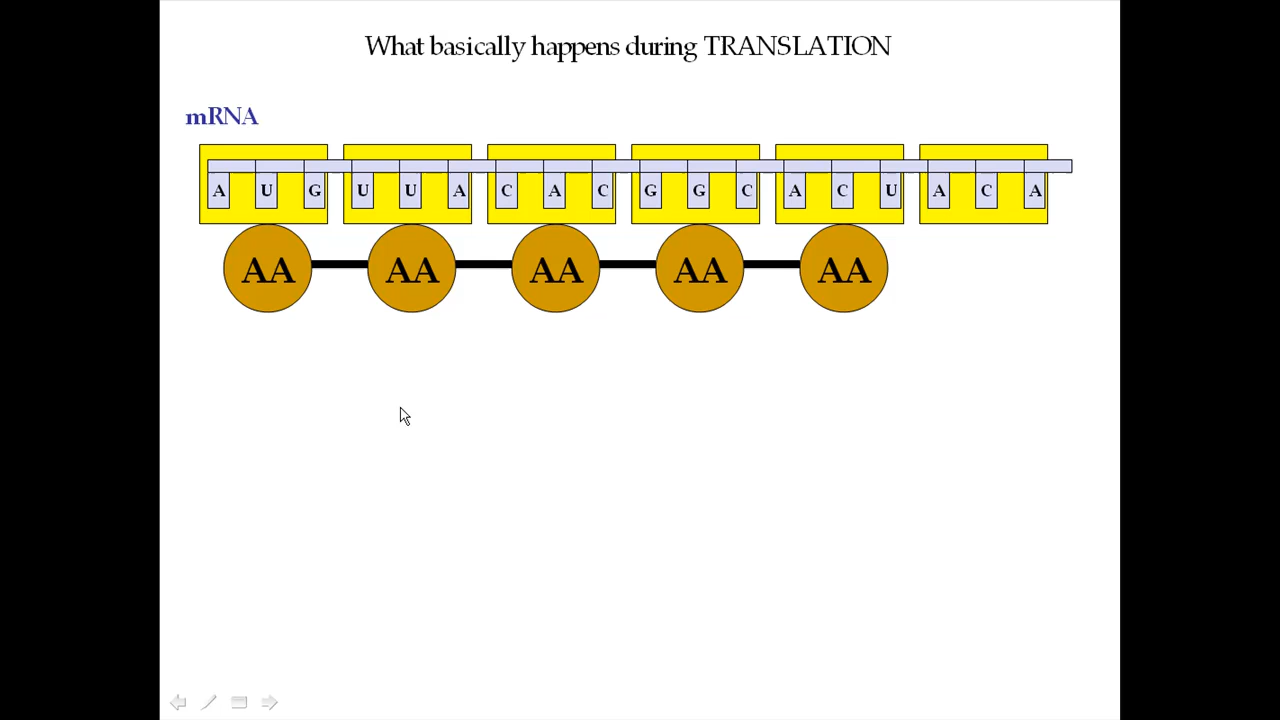 What basically happens during TRANSLATION
mRNA
A U G U U A C A C G G C A C U A C A
AA AA AA AA AA